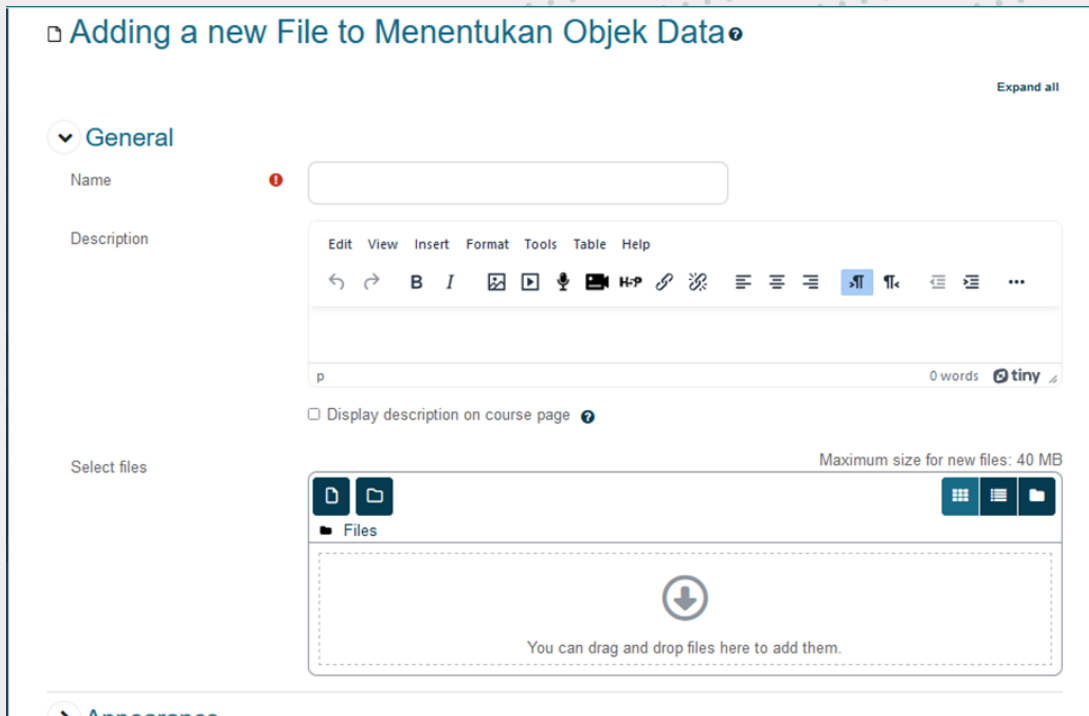 Adding a new File to Menentukan Objek Data
Expand all
General
Name
Description
Edit View Insert Format Tools Table Help
B I H-P
p 0 words tiny
Display description on course page
Select files
Maximum size for new files: 40 MB
Files
You can drag and drop files here to add them.
Appearance